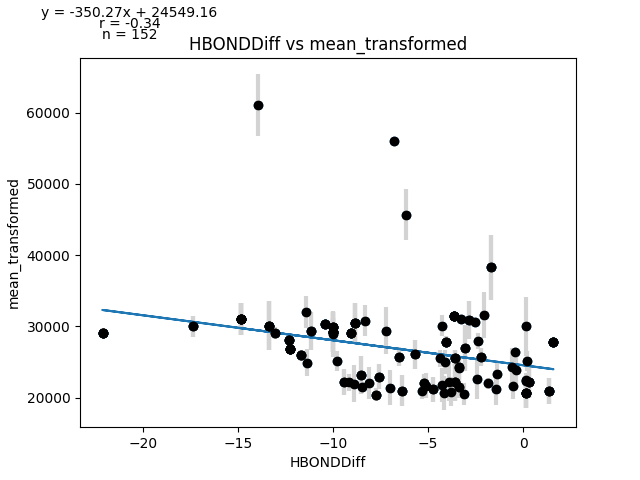 y = -350.27x + 24549.16
r = -0.34
n = 152
HBONDDiff vs mean_transformed
mean_transformed
60000
50000
40000
30000
20000
−20
−15
−10
−5
0
HBONDDiff